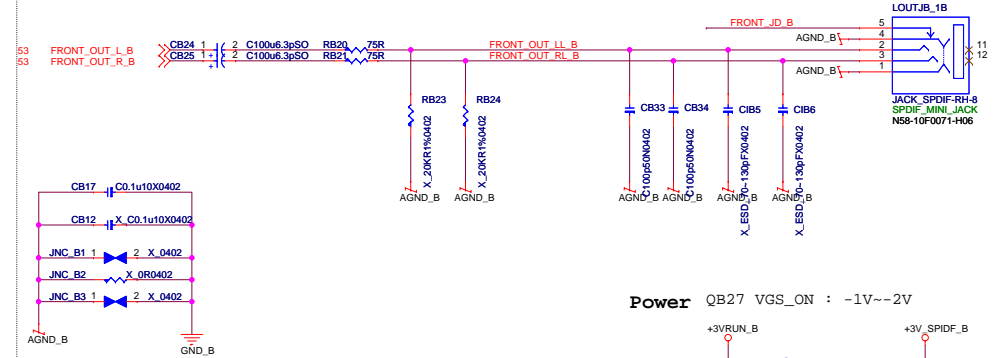 LOUTJB_1B
FRONT_JD_B 5
AGND_B 4
53 FRONT_OUT_L_B CB24 1 2 C100u6.3pSO RB20 75R FRONT_OUT_LL_B 2 11
53 FRONT_OUT_R_B CB25 1 + 2 C100u6.3pSO RB21 75R FRONT_OUT_RL_B 3 12
AGND_B 1
JACK_SPDIF-RH-8
SPDIF_MINI_JACK
N58-10F0071-H06
RB23 RB24 CB33 CB34 CIB5 CIB6
X_20KR1%0402 X_20KR1%0402 C100p50N0402 C100p50N0402 X_ESD_70~130pFX0402 X_ESD_70~130pFX0402
AGND_B AGND_B AGND_B AGND_B AGND_B AGND_B
CB17 C0.1u10X0402
CB12 X_C0.1u10X0402
JNC_B1 1 2 X_0402
JNC_B2 X_0R0402
JNC_B3 1 2 X_0402
AGND_B
GND_B
Power QB27 VGS_ON : -1V~-2V
+3VRUN_B +3V_SPIDF_B